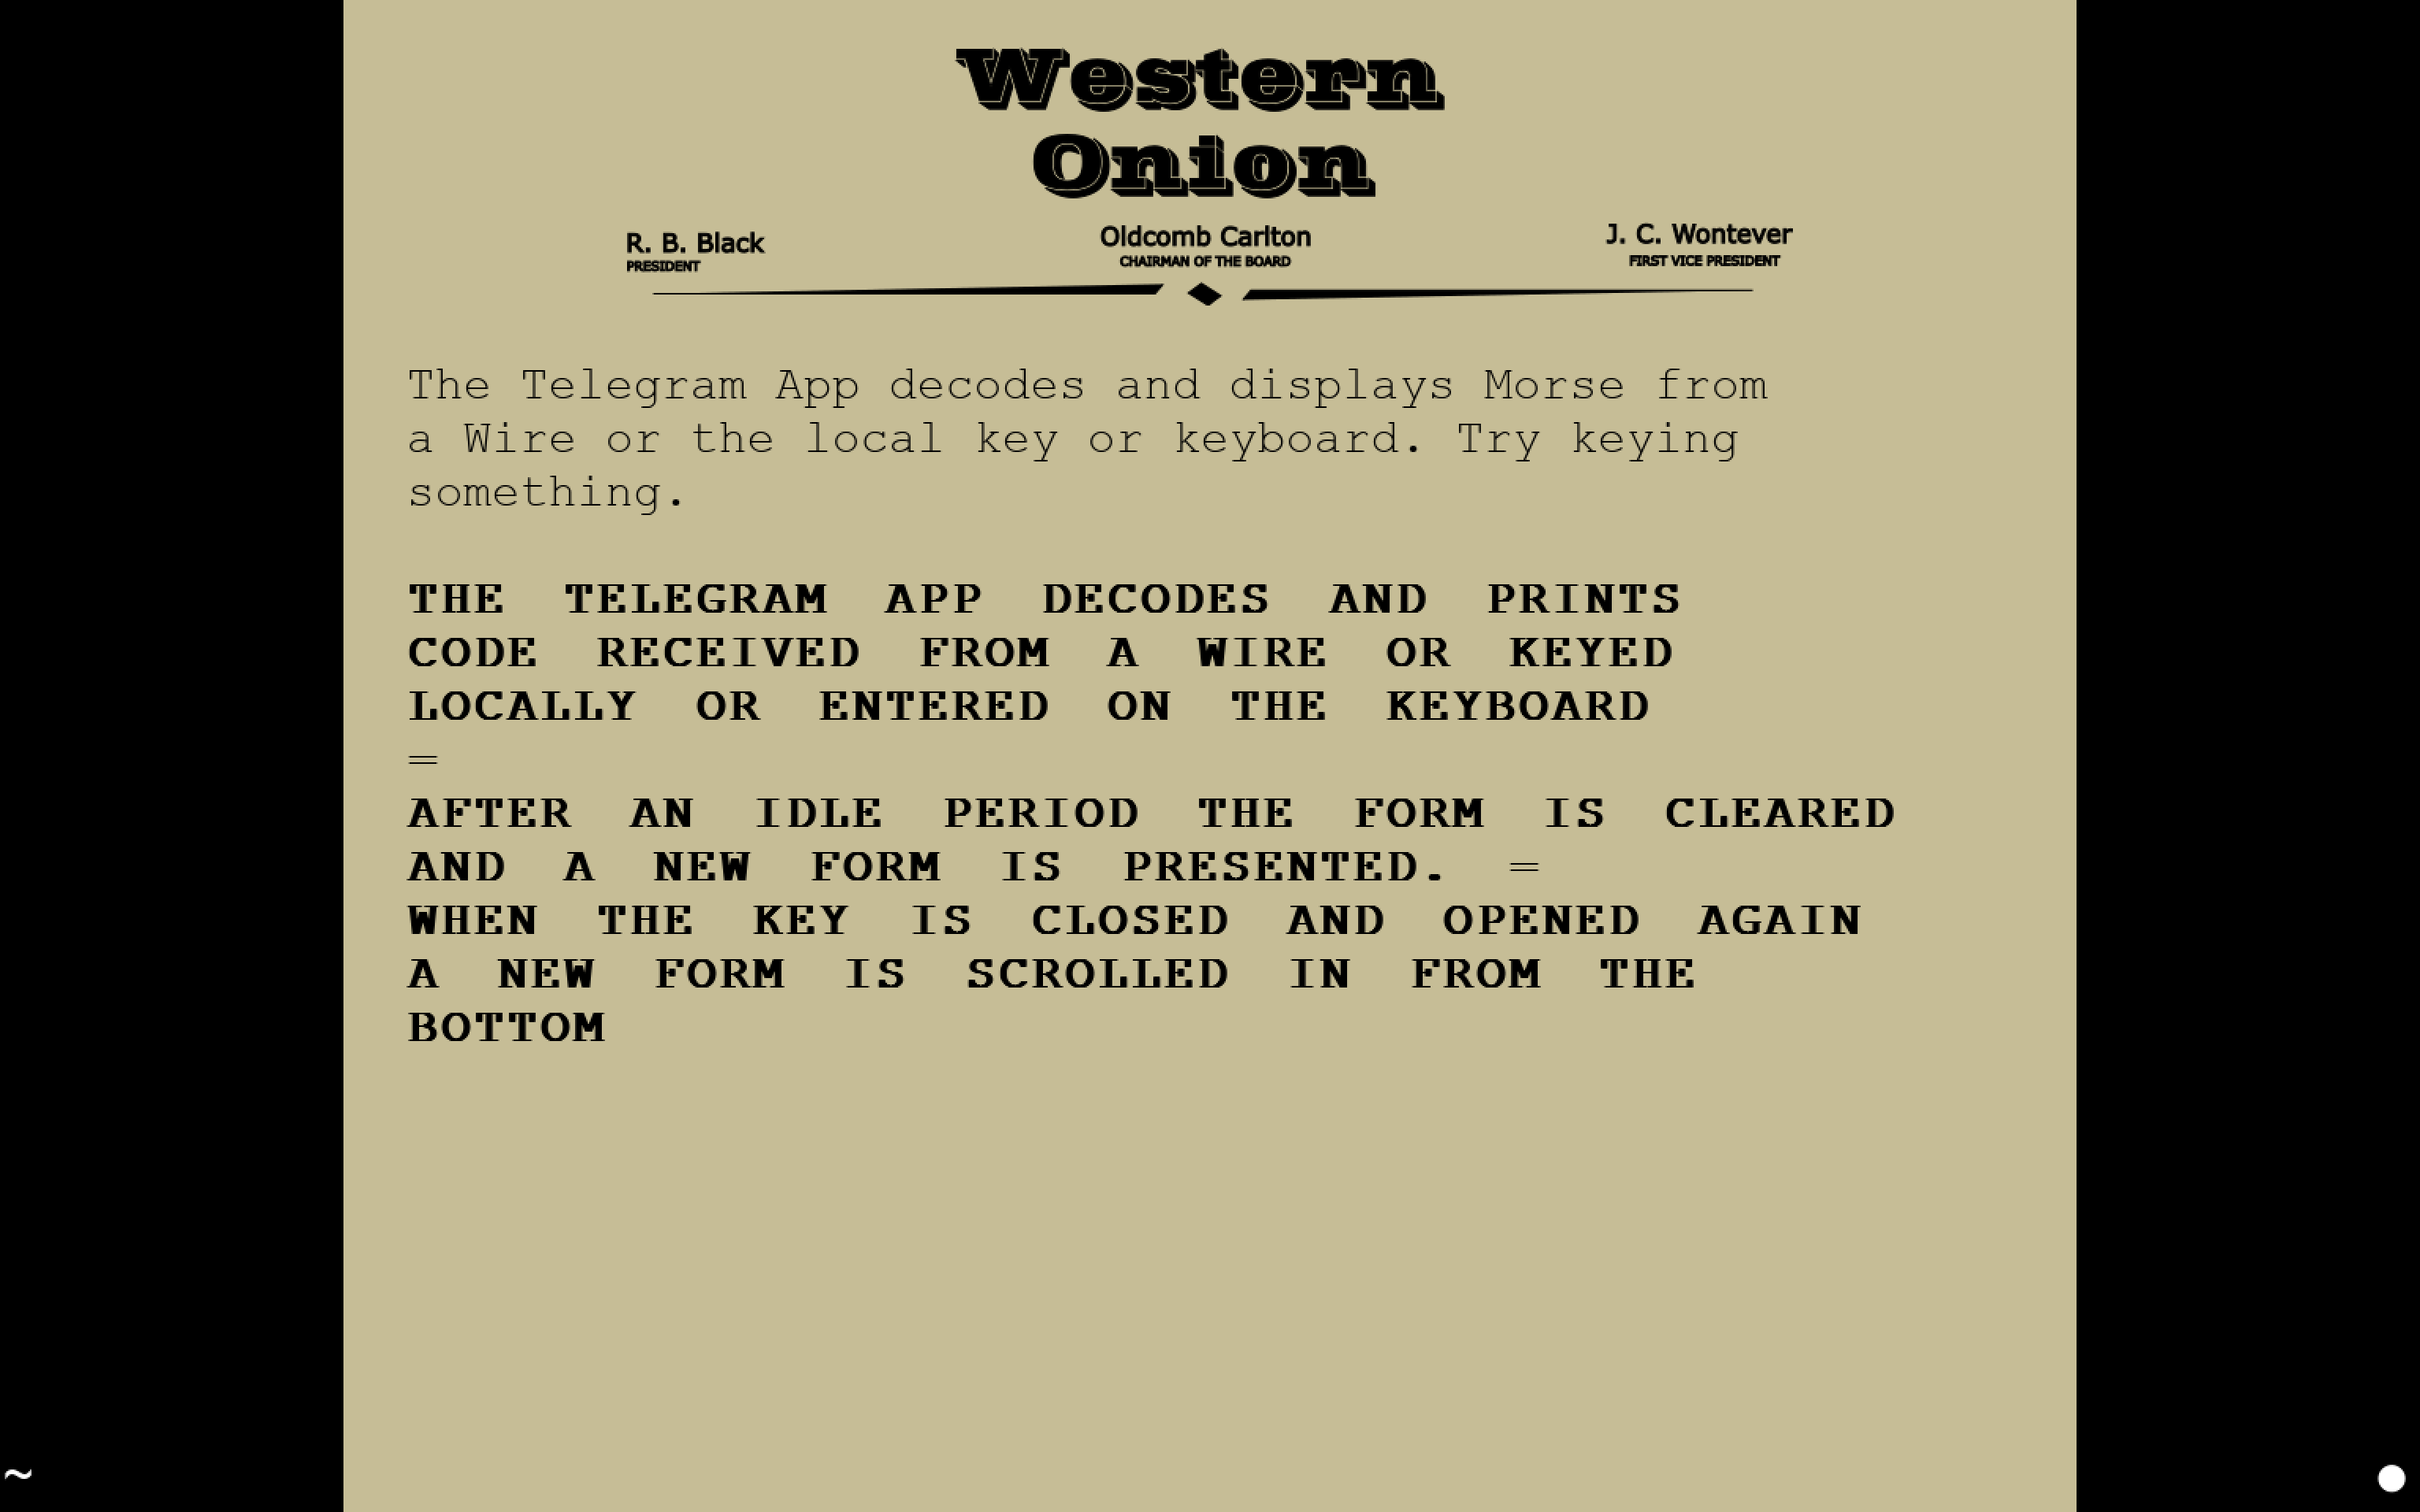 Western
Onion
R. B. Black Oldcomb Carlton J. C. Wontever
PRESIDENT CHAIRMAN OF THE BOARD FIRST VICE PRESIDENT
The Telegram App decodes and displays Morse from
a Wire or the local key or keyboard. Try keying
something.
THE TELEGRAM APP DECODES AND PRINTS
CODE RECEIVED FROM A WIRE OR KEYED
LOCALLY OR ENTERED ON THE KEYBOARD
=
AFTER AN IDLE PERIOD THE FORM IS CLEARED
AND A NEW FORM IS PRESENTED. =
WHEN THE KEY IS CLOSED AND OPENED AGAIN
A NEW FORM IS SCROLLED IN FROM THE
BOTTOM
~